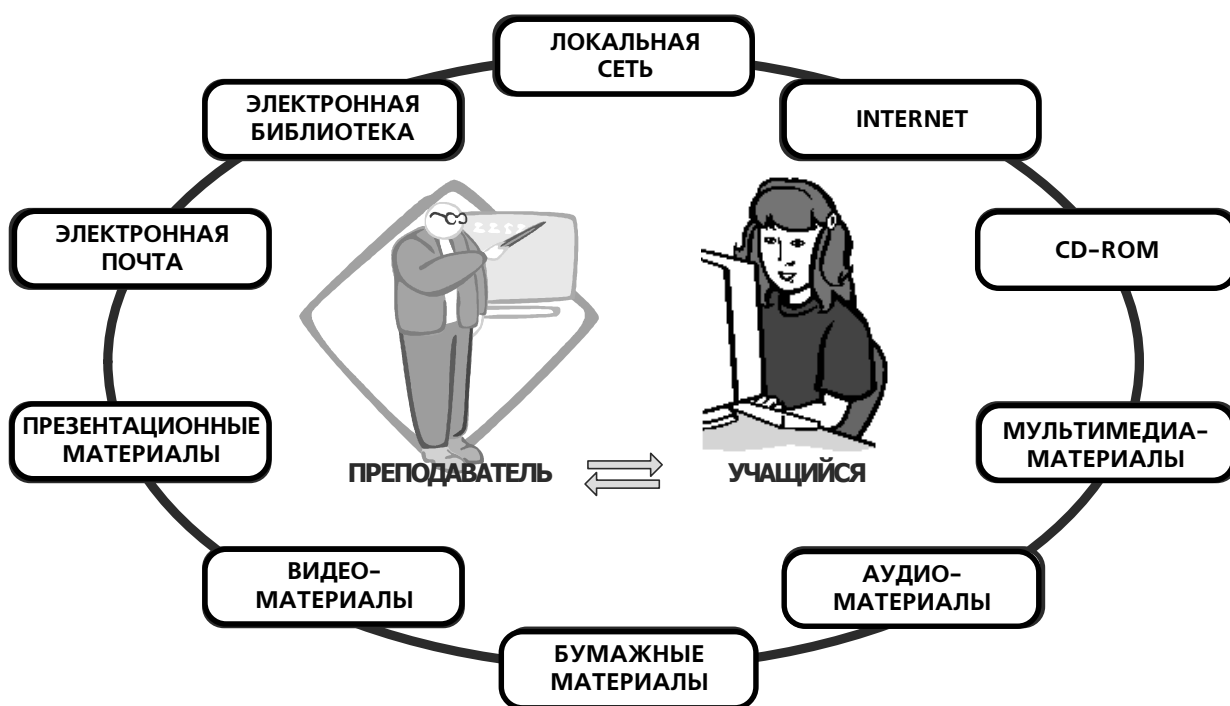 ЛОКАЛЬНАЯ
СЕТЬ
ЭЛЕКТРОННАЯ
БИБЛИОТЕКА
INTERNET
ЭЛЕКТРОННАЯ
ПОЧТА
CD-ROM
ПРЕЗЕНТАЦИОННЫЕ
МАТЕРИАЛЫ
МУЛЬТИМЕДИА-
МАТЕРИАЛЫ
ПРЕПОДАВАТЕЛЬ
УЧАЩИЙСЯ
ВИДЕО-
МАТЕРИАЛЫ
АУДИО-
МАТЕРИАЛЫ
БУМАЖНЫЕ
МАТЕРИАЛЫ